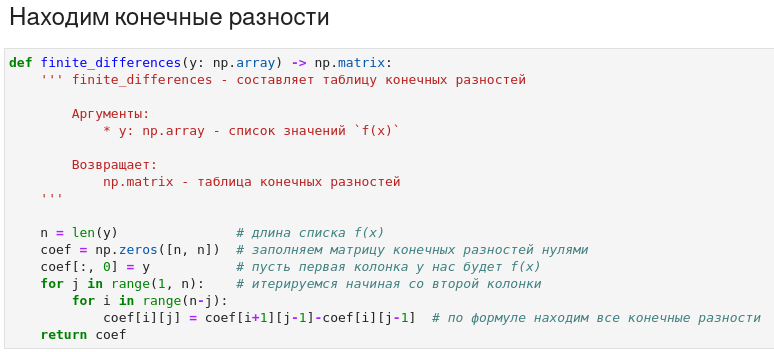 Находим конечные разности
def finite_differences(y: np.array) -> np.matrix:
    ''' finite_differences - составляет таблицу конечных разностей

        Аргументы:
            * y: np.array - список значений `f(x)`

        Возвращает:
            np.matrix - таблица конечных разностей
    '''

    n = len(y)               # длина списка f(x)
    coef = np.zeros([n, n])  # заполняем матрицу конечных разностей нулями
    coef[:, 0] = y           # пусть первая колонка у нас будет f(x)
    for j in range(1, n):    # итерируемся начиная со второй колонки
        for i in range(n-j):
            coef[i][j] = coef[i+1][j-1]-coef[i][j-1]  # по формуле находим все конечные разности
    return coef